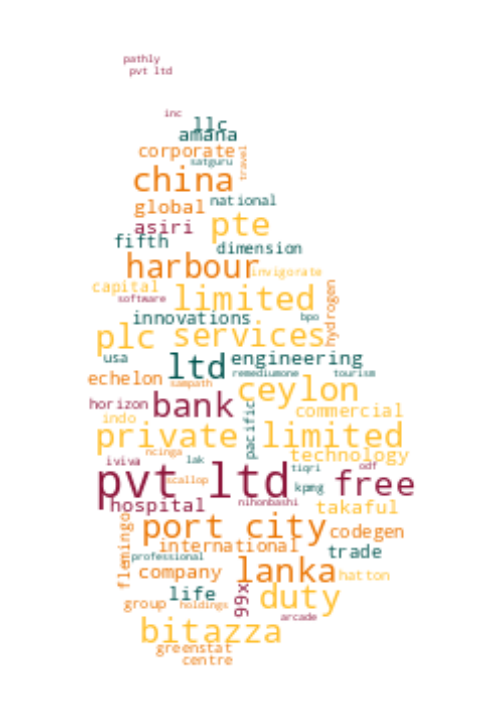 pathly
pvt ltd
inc
llc
amana
corporate
satguru
travel
china
national
global
asiri
pte
fifth
dimension
harbour
invigorate
capital
software
limited
hydrogen
innovations
bpo
plc
services
usa
ltd
engineering
echelon
remediumone
tourism
sampath
ceylon
horizon
bank
pacific
commercial
indo
private limited
ncinga
technology
iviva
lak
tiqri
odf
pvt ltd
scallop
kpmg
free
hospital
nihonbashi
takaful
flemingo
port city
codegen
international
trade
professional
company
lanka
hatton
life
99x
duty
group
holdings
arcade
bitazza
greenstat
centre